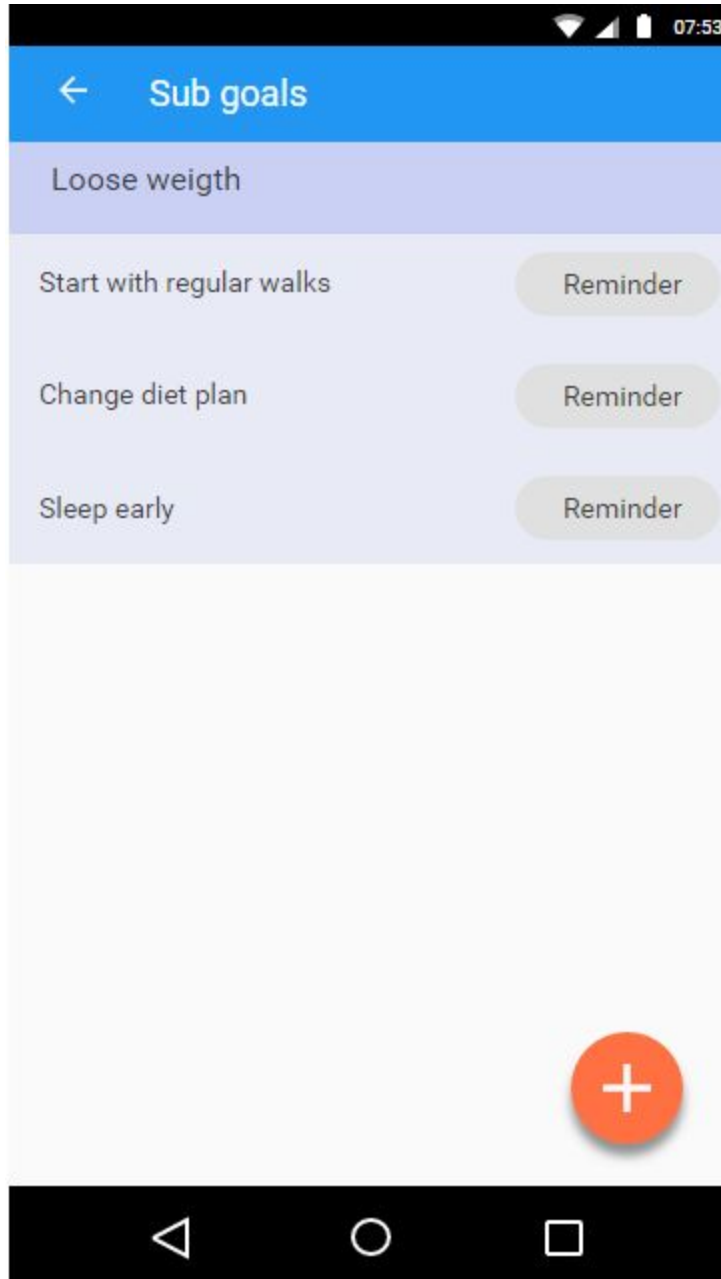 07:53
Sub goals
Loose weigth
Start with regular walks Reminder
Change diet plan Reminder
Sleep early Reminder